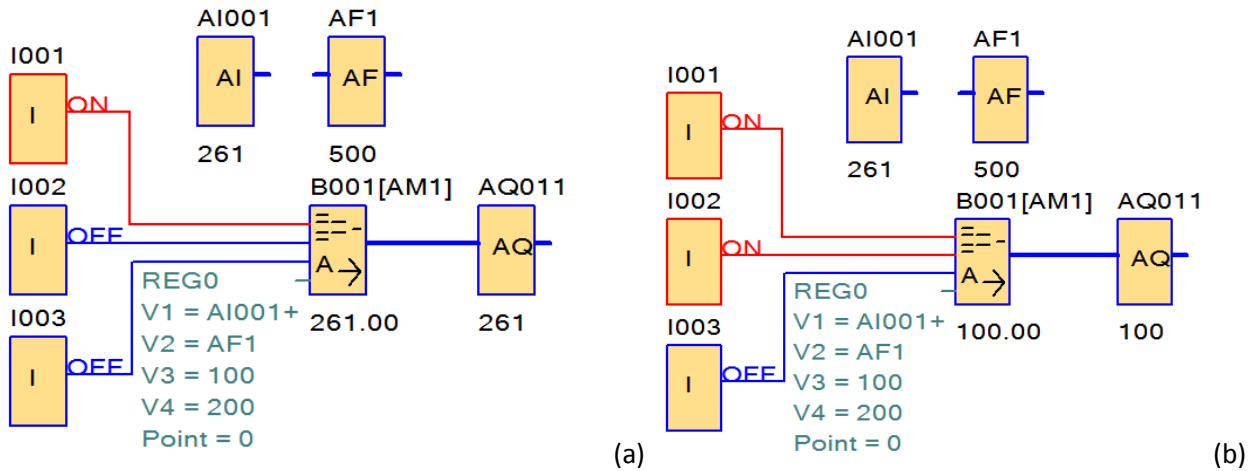 AI001 AF1
I001
AI AF
ON
I
261 500
I002 B001[AM1] AQ011
OFF
I
AQ
A
REG0
I003 V1 = AI001+ 261.00 261
V2 = AF1
OFF
I V3 = 100
V4 = 200
Point = 0
(a)
AI001 AF1
I001
AI AF
ON
I
261 500
I002 B001[AM1] AQ011
ON
I
AQ
A
REG0
I003 V1 = AI001+ 100.00 100
V2 = AF1
OFF
I V3 = 100
V4 = 200
Point = 0
(b)